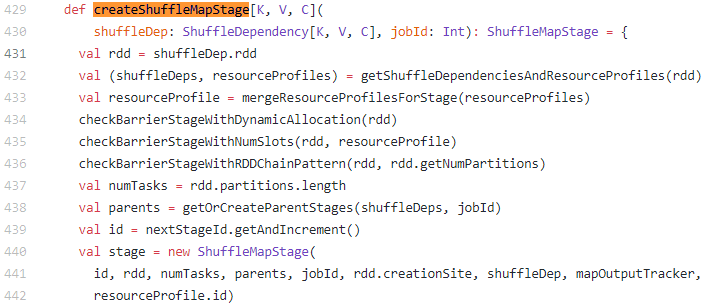 429 def createShuffleMapStage[K, V, C](
430 shuffleDep: ShuffleDependency[K, V, C], jobId: Int): ShuffleMapStage = {
431 val rdd = shuffleDep.rdd
432 val (shuffleDeps, resourceProfiles) = getShuffleDependenciesAndResourceProfiles(rdd)
433 val resourceProfile = mergeResourceProfilesForStage(resourceProfiles)
434 checkBarrierStageWithDynamicAllocation(rdd)
435 checkBarrierStageWithNumSlots(rdd, resourceProfile)
436 checkBarrierStageWithRDDChainPattern(rdd, rdd.getNumPartitions)
437 val numTasks = rdd.partitions.length
438 val parents = getOrCreateParentStages(shuffleDeps, jobId)
439 val id = nextStageId.getAndIncrement()
440 val stage = new ShuffleMapStage(
441 id, rdd, numTasks, parents, jobId, rdd.creationSite, shuffleDep, mapOutputTracker,
442 resourceProfile.id)